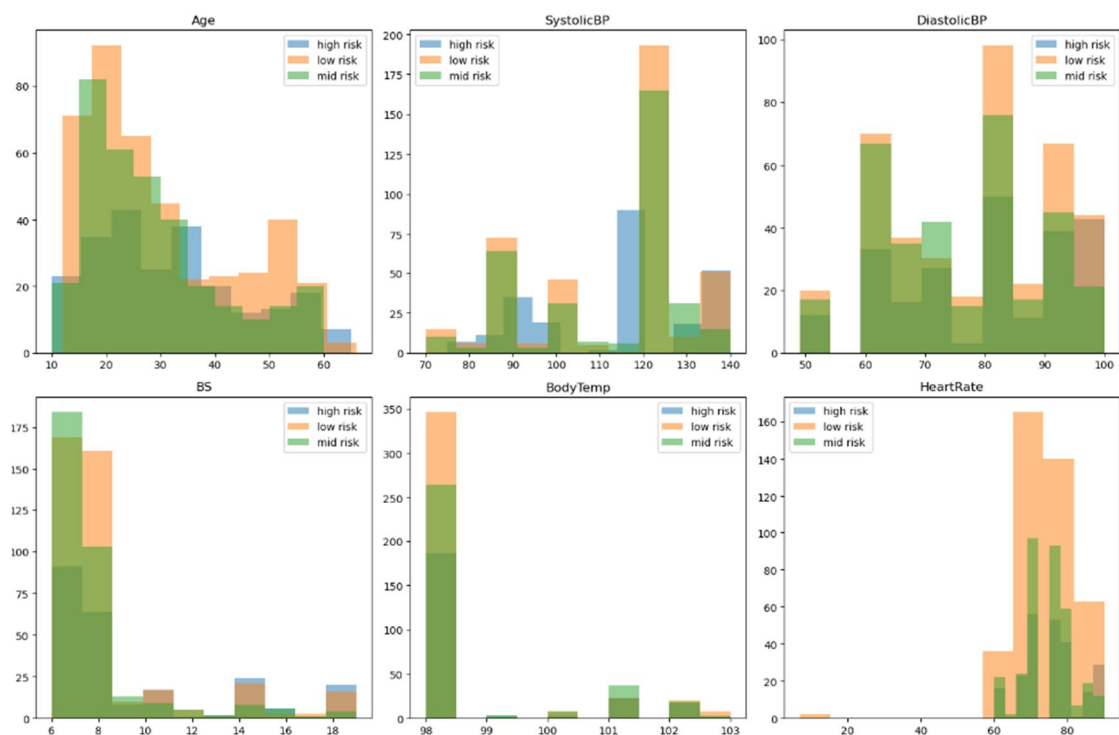 Age
80
60
40
20
0
10 20 30 40 50 60
high risk
low risk
mid risk
SystolicBP
200
175
150
125
100
75
50
25
0
70 80 90 100 110 120 130 140
high risk
low risk
mid risk
DiastolicBP
100
80
60
40
20
0
50 60 70 80 90 100
high risk
low risk
mid risk
BS
175
150
125
100
75
50
25
0
6 8 10 12 14 16 18
high risk
low risk
mid risk
BodyTemp
350
300
250
200
150
100
50
0
98 99 100 101 102 103
high risk
low risk
mid risk
HeartRate
160
140
120
100
80
60
40
20
0
20 40 60 80
high risk
low risk
mid risk